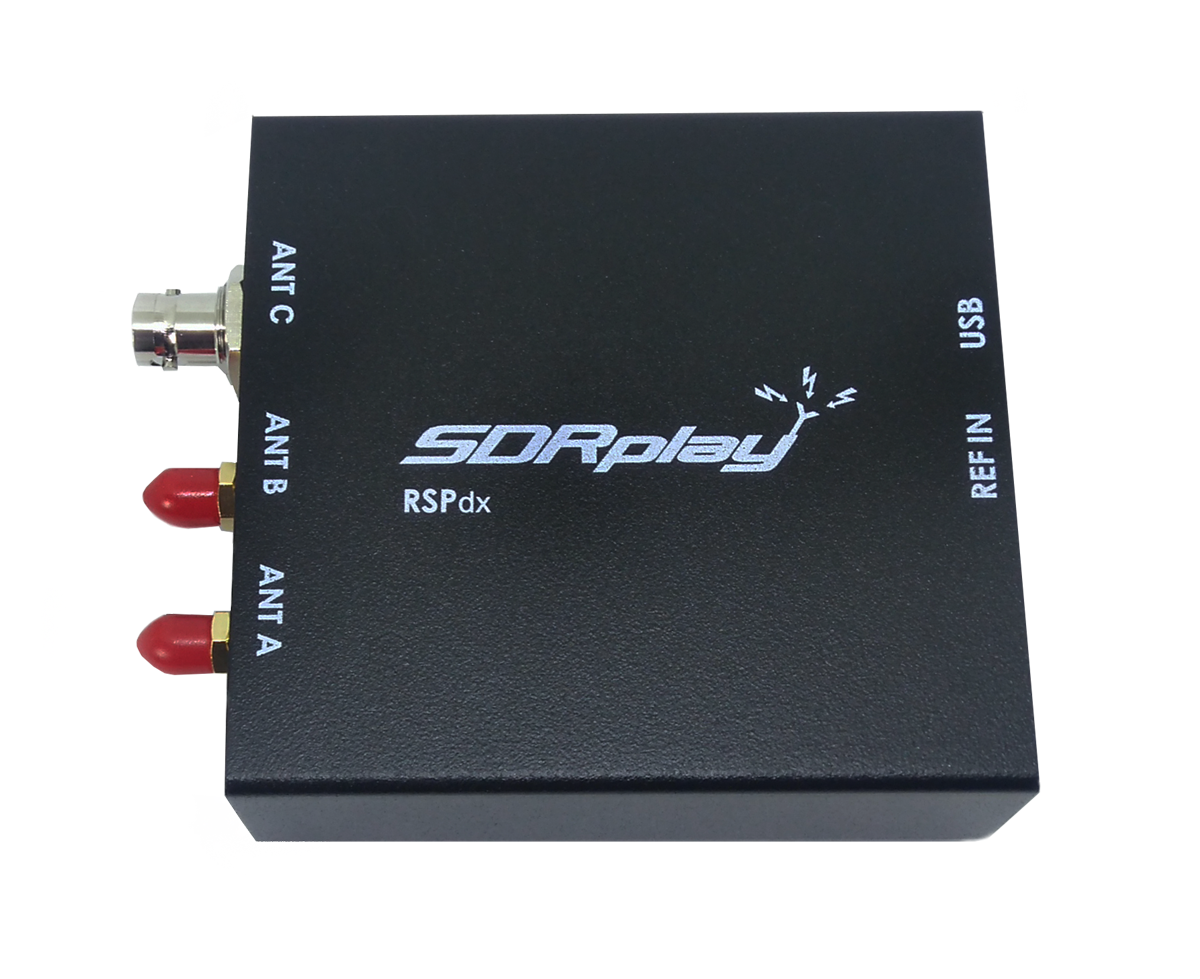 ANT C
ANT B
ANT A
SDRplay
RSPdx
USB
REF IN